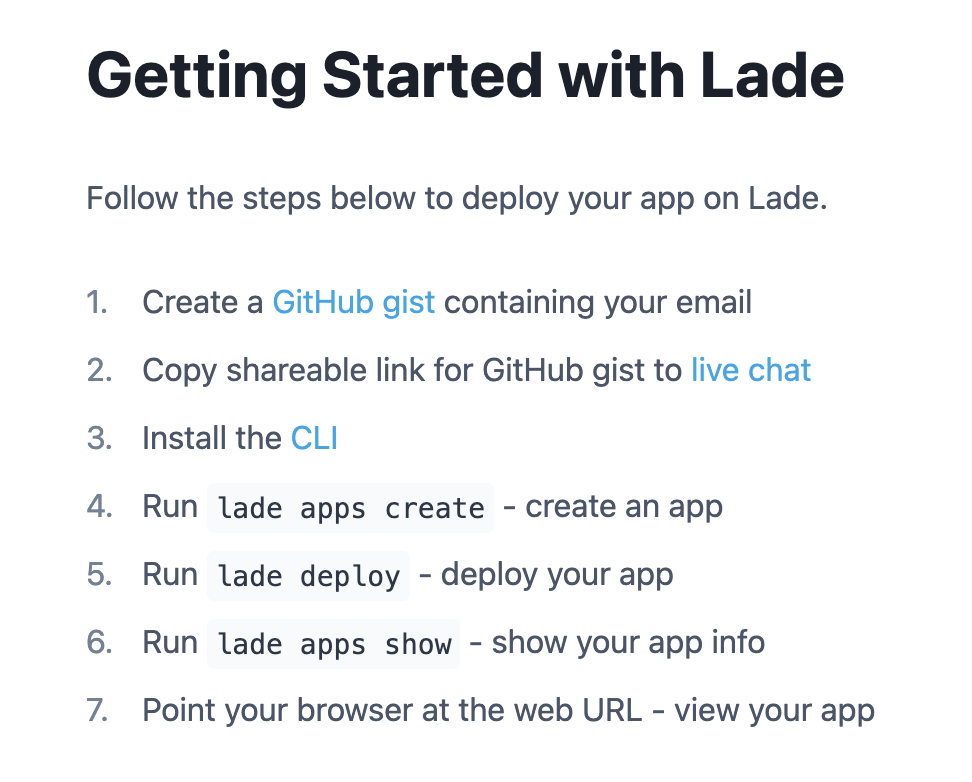 Getting Started with Lade
Follow the steps below to deploy your app on Lade.
1. Create a GitHub gist containing your email
2. Copy shareable link for GitHub gist to live chat
3. Install the CLI
4. Run lade apps create - create an app
5. Run lade deploy - deploy your app
6. Run lade apps show - show your app info
7. Point your browser at the web URL - view your app